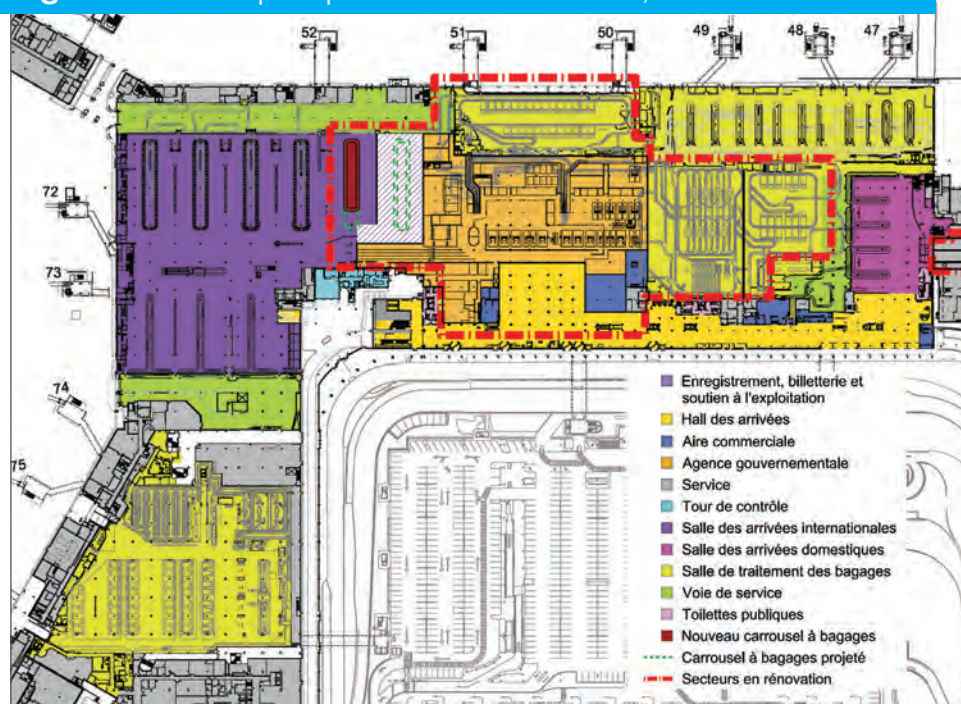 52
51
50
49
48
47
72
73
74
75
Enregistrement, billetterie et
soutien à l'exploitation
Hall des arrivées
Aire commerciale
Agence gouvernementale
Service
Tour de contrôle
Salle des arrivées internationales
Salle des arrivées domestiques
Salle de traitement des bagages
Voie de service
Toilettes publiques
Nouveau carrousel à bagages
Carrousel à bagages projeté
Secteurs en rénovation